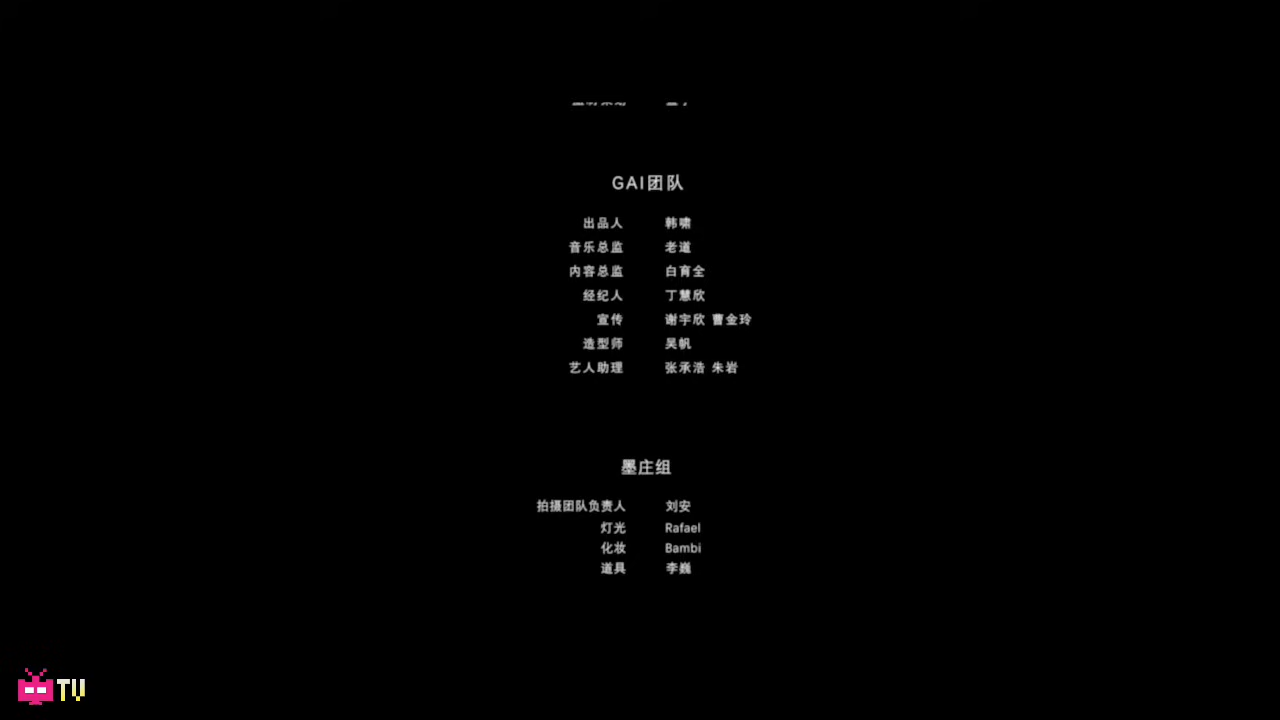 GAI团队
出品人 韩啸
音乐总监 老道
内容总监 白育全
经纪人 丁慧欣
宣传 谢宇欣 曹金玲
造型师 吴帆
艺人助理 张承浩 朱岩
墨庄组
拍摄团队负责人 刘安
灯光 Rafael
化妆 Bambi
道具 李巍
TV